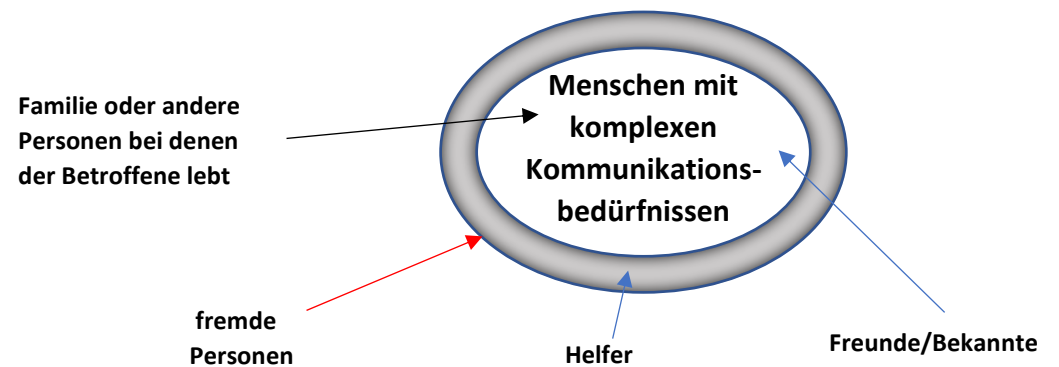 Menschen mit
komplexen
Kommunikations-
bedürfnissen
Familie oder andere
Personen bei denen
der Betroffene lebt
fremde
Personen
Helfer
Freunde/Bekannte